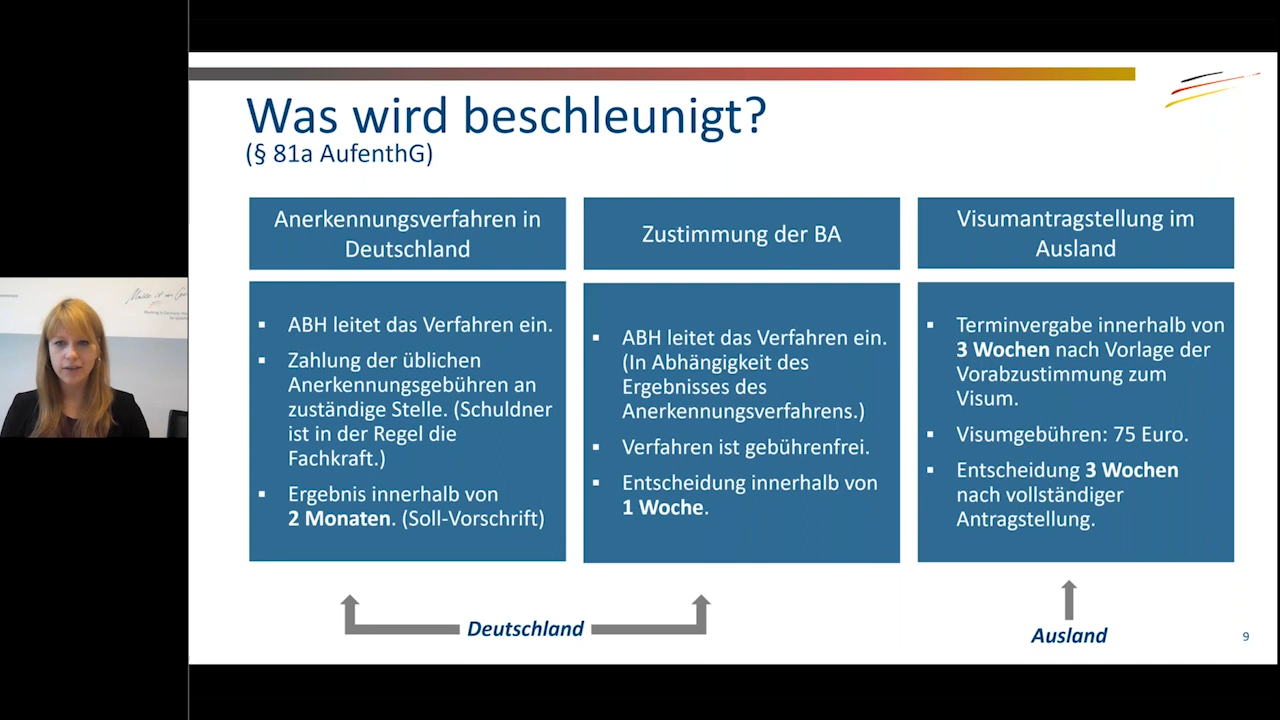 Was wird beschleunigt?
(§ 81a AufenthG)
Anerkennungsverfahren in
Deutschland
▪ ABH leitet das Verfahren ein.
▪ Zahlung der üblichen
Anerkennungsgebühren an
zuständige Stelle. (Schuldner
ist in der Regel die
Fachkraft.)
▪ Ergebnis innerhalb von
2 Monaten. (Soll-Vorschrift)
Zustimmung der BA
▪ ABH leitet das Verfahren ein.
(In Abhängigkeit des
Ergebnisses des
Anerkennungsverfahrens.)
▪ Verfahren ist gebührenfrei.
▪ Entscheidung innerhalb von
1 Woche.
Visumantragstellung im
Ausland
▪ Terminvergabe innerhalb von
3 Wochen nach Vorlage der
Vorabzustimmung zum
Visum.
▪ Visumgebühren: 75 Euro.
▪ Entscheidung 3 Wochen
nach vollständiger
Antragstellung.
Deutschland
Ausland
9